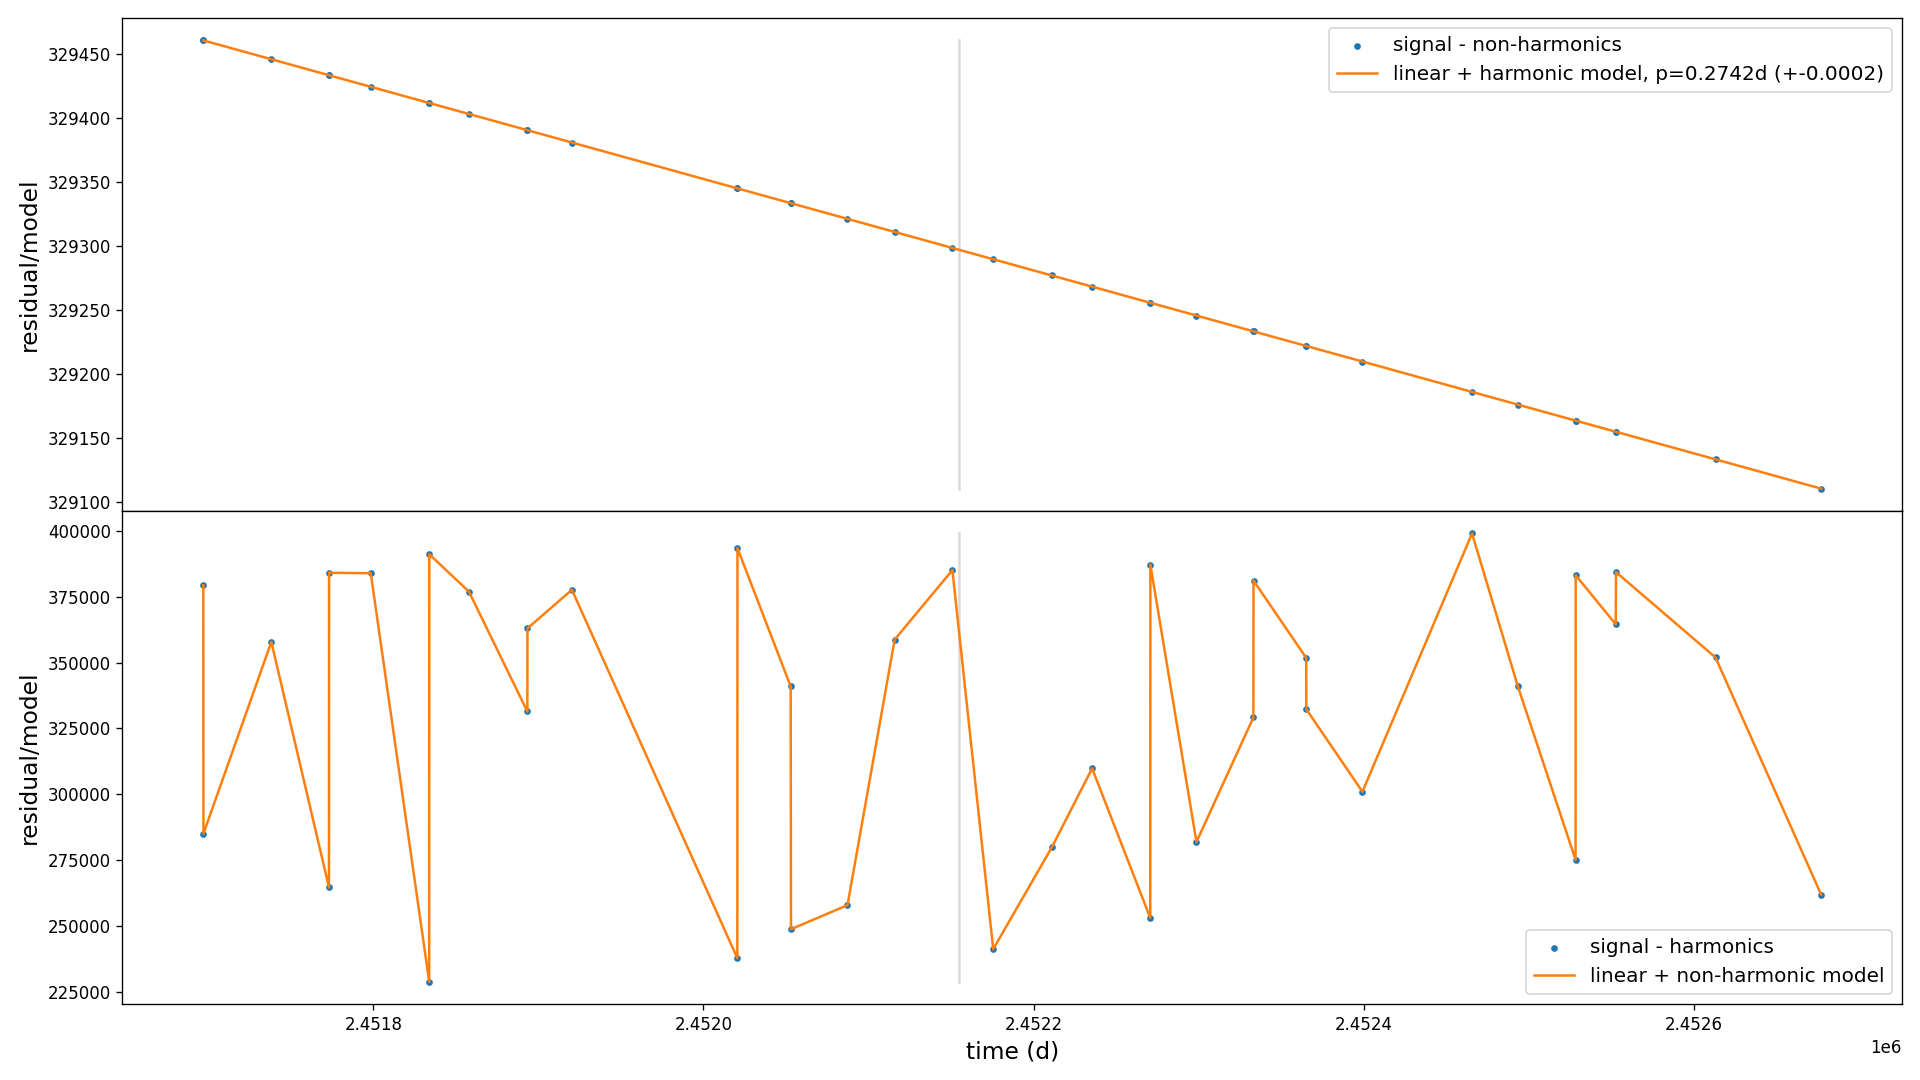 signal - non-harmonics
linear + harmonic model, p=0.2742d (+-0.0002)
329450
329400
329350
329300
329250
329200
329150
329100
residual/model
400000
375000
350000
325000
300000
275000
250000
225000
residual/model
signal - harmonics
linear + non-harmonic model
2.4518 2.4520 2.4522 2.4524 2.4526
1e6
time (d)